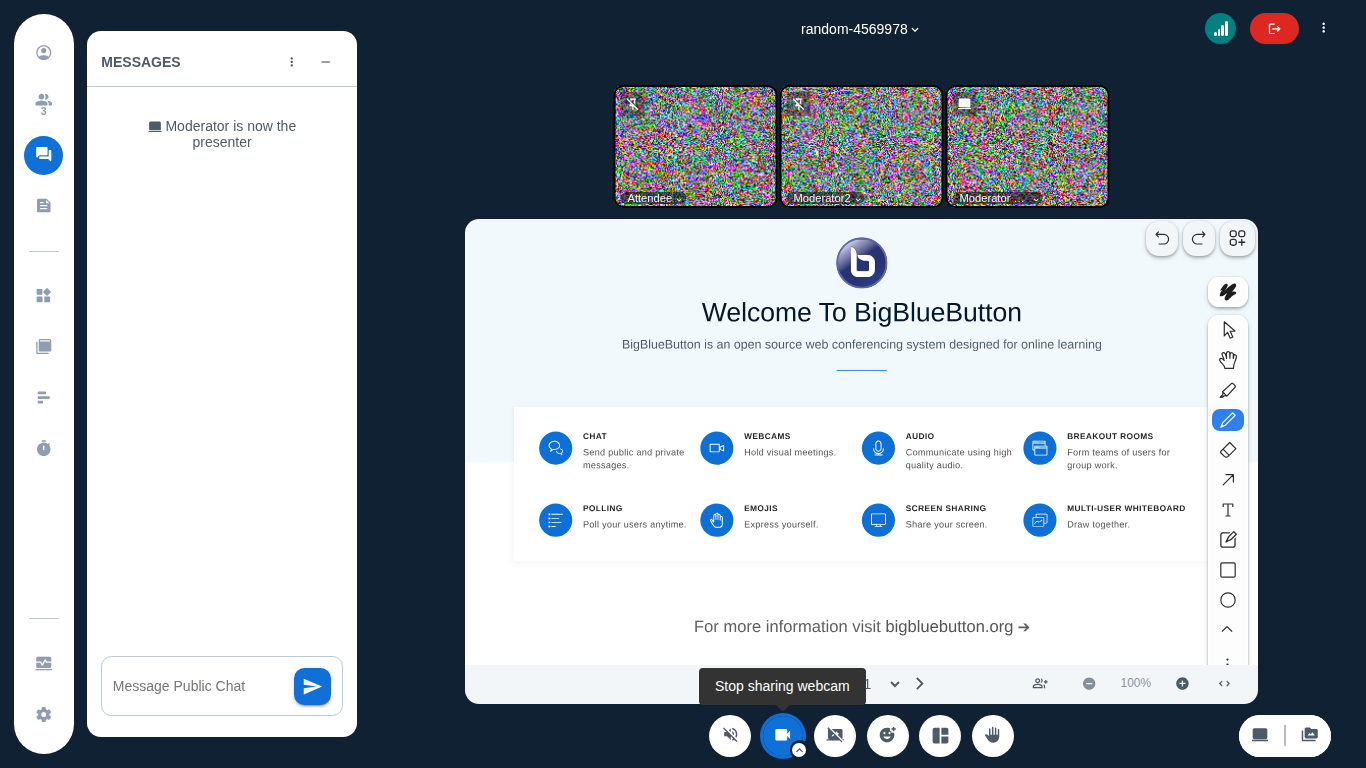 random-4569978
3
MESSAGES
Moderator is now the
presenter
Message Public Chat
Attendee
Moderator2
Moderator ...
Welcome To BigBlueButton
BigBlueButton is an open source web conferencing system designed for online learning
CHAT
Send public and private
messages.
WEBCAMS
Hold visual meetings.
AUDIO
Communicate using high
quality audio.
BREAKOUT ROOMS
Form teams of users for
group work.
POLLING
Poll your users anytime.
EMOJIS
Express yourself.
SCREEN SHARING
Share your screen.
MULTI-USER WHITEBOARD
Draw together.
For more information visit bigbluebutton.org →
T
Stop sharing webcam
100%